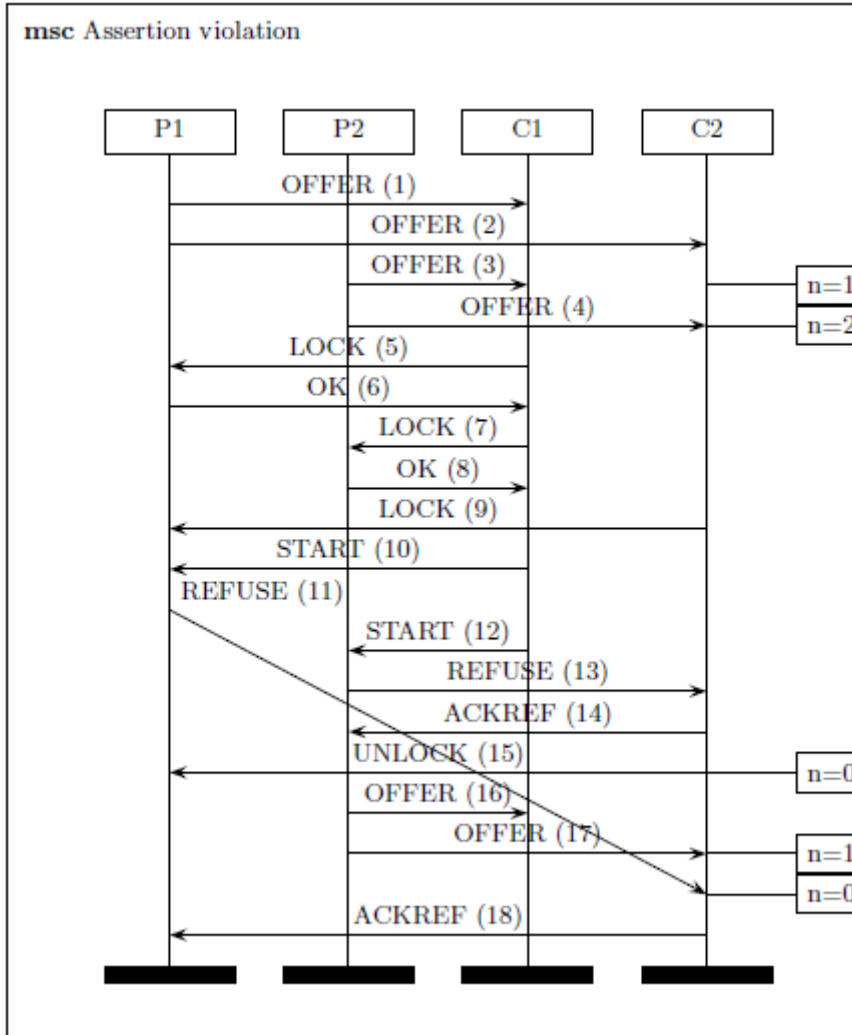 msc Assertion violation
P1 P2 C1 C2
OFFER (1)
OFFER (2)
OFFER (3)
n=1
OFFER (4)
n=2
LOCK (5)
OK (6)
LOCK (7)
OK (8)
LOCK (9)
START (10)
REFUSE (11)
START (12)
REFUSE (13)
ACKREF (14)
UNLOCK (15)
n=0
OFFER (16)
OFFER (17)
n=1
n=0
ACKREF (18)